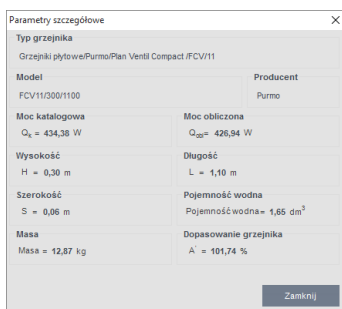 Parametry szczegółowe
Typ grzejnika
Grzejniki płytowe/Purmo/Plan Ventil Compact /FCV/11
Model
Producent
FCV11/300/1100
Purmo
Moc katalogowa
Moc obliczona
Qk = 434,38 W
Qobl= 426,94 W
Wysokość
Długość
H = 0,30 m
L = 1,10 m
Szerokość
Pojemność wodna
S = 0,06 m
Pojemność wodna= 1,65 dm³
Masa
Dopasowanie grzejnika
Masa = 12,87 kg
A' = 101,74 %
Zamknij